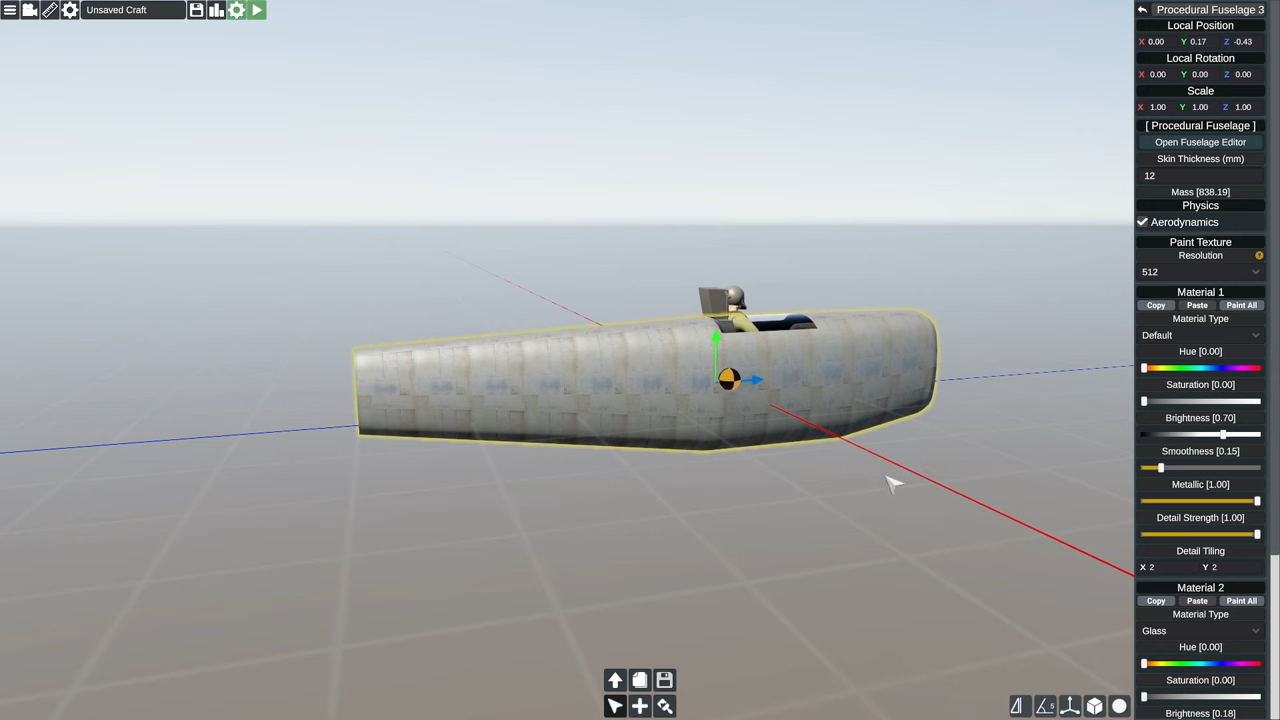 Unsaved Craft
Procedural Fuselage 3
Local Position
X 0.00 Y 0.17 Z -0.43
Local Rotation
X 0.00 Y 0.00 Z 0.00
Scale
X 1.00 Y 1.00 Z 1.00
[ Procedural Fuselage ]
Open Fuselage Editor
Skin Thickness (mm)
12
Mass [838.19]
Physics
Aerodynamics
Paint Texture
Resolution
512
Material 1
Copy Paste Paint All
Material Type
Default
Hue [0.00]
Saturation [0.00]
Brightness [0.70]
Smoothness [0.15]
Metallic [1.00]
Detail Strength [1.00]
Detail Tiling
X 2 Y 2
Material 2
Copy Paste Paint All
Material Type
Glass
Hue [0.00]
Saturation [0.00]
Brightness [0.18]